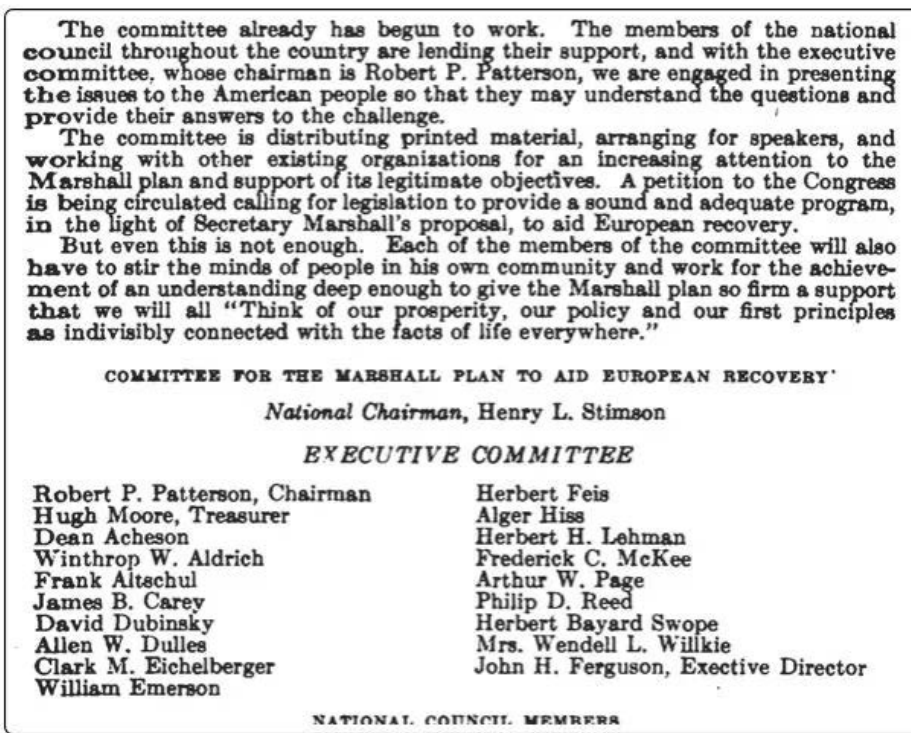 The committee already has begun to work. The members of the national
council throughout the country are lending their support, and with the executive
committee, whose chairman is Robert P. Patterson, we are engaged in presenting
the issues to the American people so that they may understand the questions and
provide their answers to the challenge.
The committee is distributing printed material, arranging for speakers, and
working with other existing organizations for an increasing attention to the
Marshall plan and support of its legitimate objectives. A petition to the Congress
is being circulated calling for legislation to provide a sound and adequate program,
in the light of Secretary Marshall's proposal, to aid European recovery.
But even this is not enough. Each of the members of the committee will also
have to stir the minds of people in his own community and work for the achieve-
ment of an understanding deep enough to give the Marshall plan so firm a support
that we will all "Think of our prosperity, our policy and our first principles
as indivisibly connected with the facts of life everywhere."
COMMITTEE FOR THE MARSHALL PLAN TO AID EUROPEAN RECOVERY
National Chairman, Henry L. Stimson
EXECUTIVE COMMITTEE
Robert P. Patterson, Chairman
Hugh Moore, Treasurer
Dean Acheson
Winthrop W. Aldrich
Frank Altschul
James B. Carey
David Dubinsky
Allen W. Dulles
Clark M. Eichelberger
William Emerson
Herbert Feis
Alger Hiss
Herbert H. Lehman
Frederick C. McKee
Arthur W. Page
Philip D. Reed
Herbert Bayard Swope
Mrs. Wendell L. Willkie
John H. Ferguson, Exective Director
NATIONAL COUNCIL MEMBERS